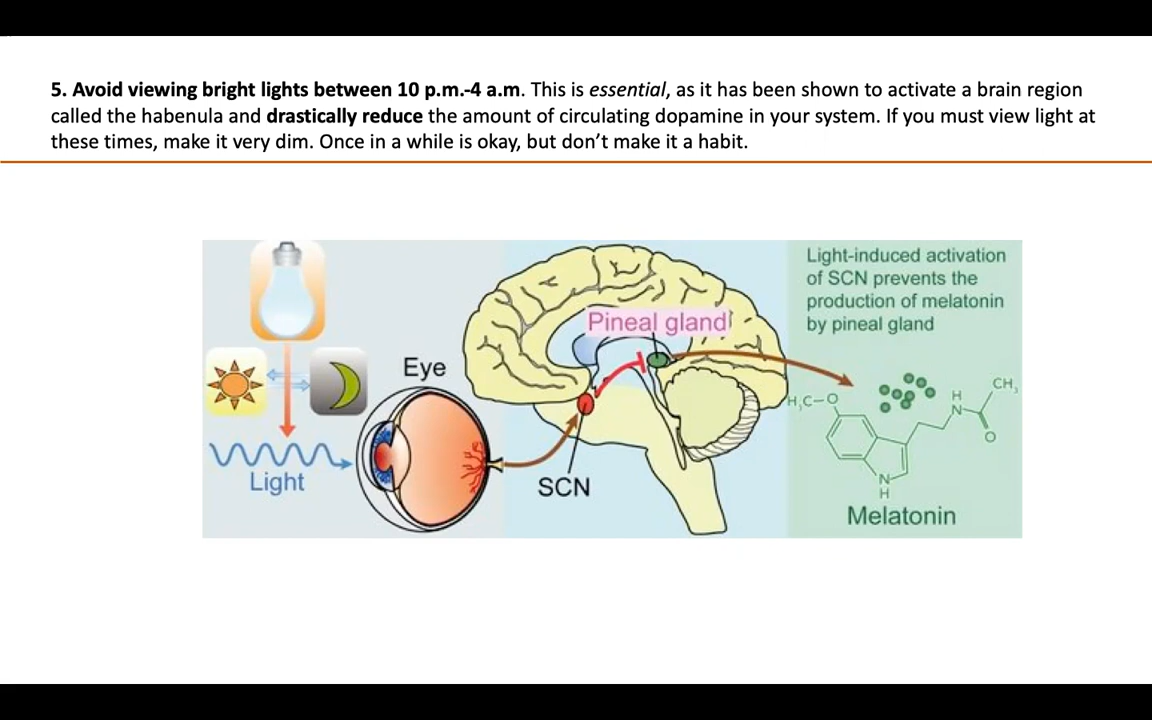 5. Avoid viewing bright lights between 10 p.m.-4 a.m. This is essential, as it has been shown to activate a brain region
called the habenula and drastically reduce the amount of circulating dopamine in your system. If you must view light at
these times, make it very dim. Once in a while is okay, but don’t make it a habit.
Light-induced activation
of SCN prevents the
production of melatonin
by pineal gland
Pineal gland
Eye
Light
SCN
H₃C–O
H
N
CH₃
O
N
H
Melatonin